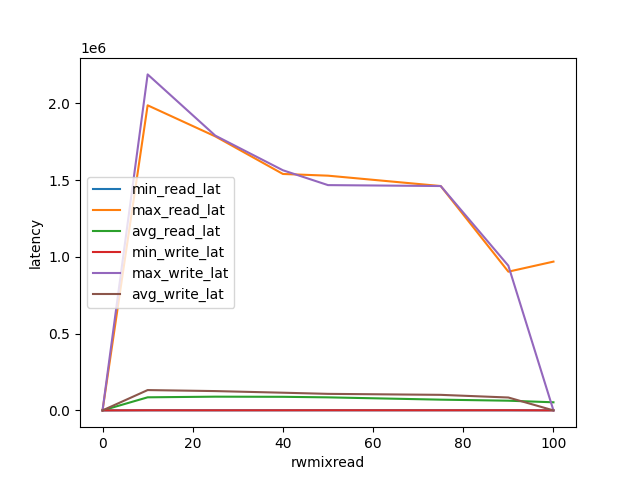 1e6
2.0
1.5
1.0
0.5
0.0
latency
min_read_lat
max_read_lat
avg_read_lat
min_write_lat
max_write_lat
avg_write_lat
0 20 40 60 80 100
rwmixread